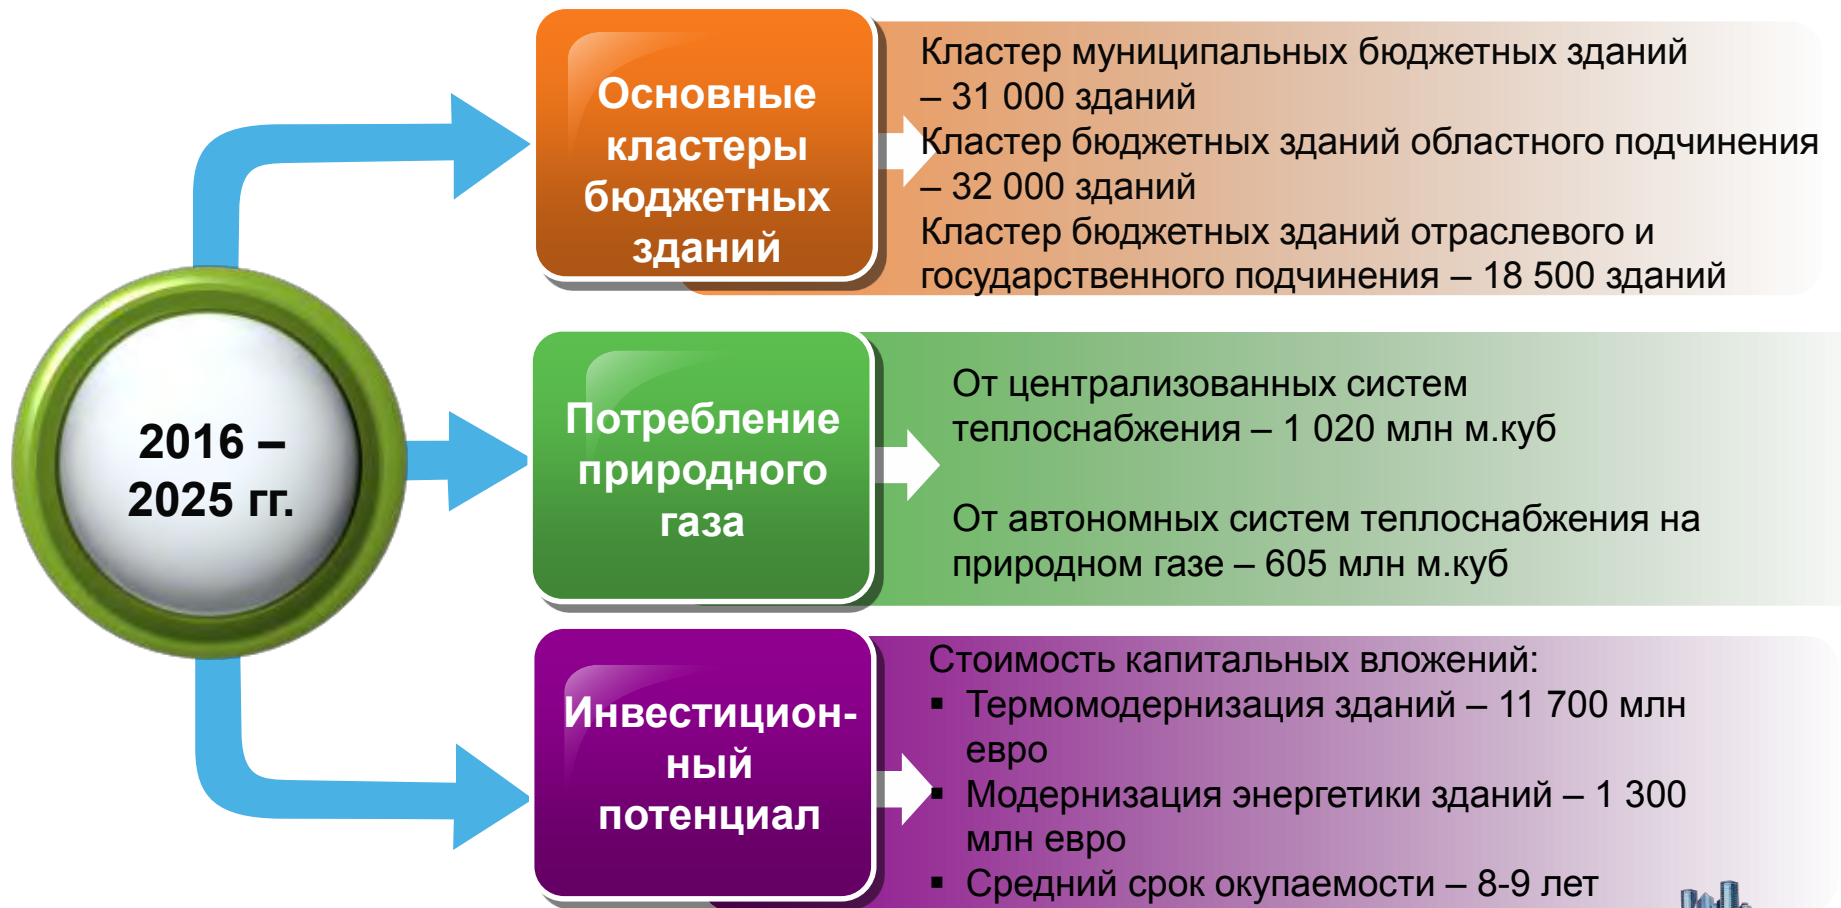 2016 –
2025 гг.
Основные
кластеры
бюджетных
зданий
Кластер муниципальных бюджетных зданий
– 31 000 зданий
Кластер бюджетных зданий областного подчинения
– 32 000 зданий
Кластер бюджетных зданий отраслевого и
государственного подчинения – 18 500 зданий
Потребление
природного
газа
От централизованных систем
теплоснабжения – 1 020 млн м.куб
От автономных систем теплоснабжения на
природном газе – 605 млн м.куб
Инвестицион-
ный
потенциал
Стоимость капитальных вложений:
▪ Термомодернизация зданий – 11 700 млн
евро
▪ Модернизация энергетики зданий – 1 300
млн евро
▪ Средний срок окупаемости – 8-9 лет